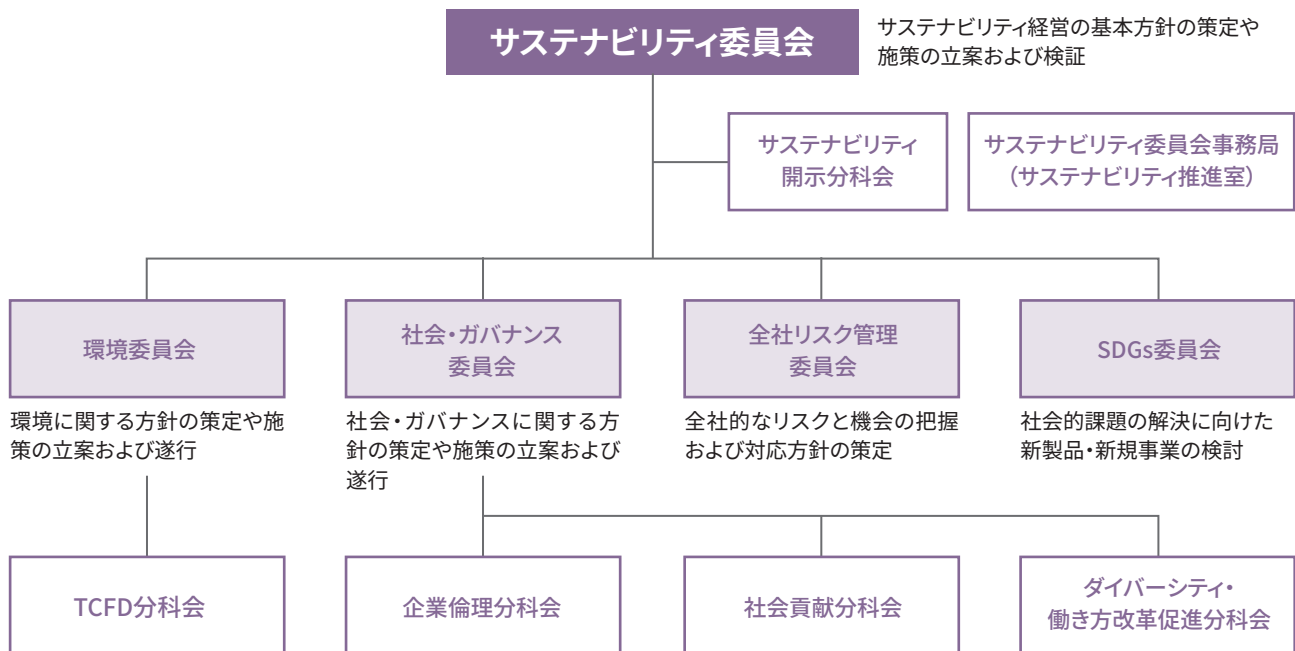 サステナビリティ委員会
サステナビリティ経営の基本方針の策定や
施策の立案および検証
サステナビリティ
開示分科会
サステナビリティ委員会事務局
（サステナビリティ推進室）
環境委員会
環境に関する方針の策定や施
策の立案および遂行
社会・ガバナンス
委員会
社会・ガバナンスに関する方
針の策定や施策の立案および
遂行
全社リスク管理
委員会
全社的なリスクと機会の把握
および対応方針の策定
SDGs委員会
社会的課題の解決に向けた
新製品・新規事業の検討
TCFD分科会
企業倫理分科会
社会貢献分科会
ダイバーシティ・
働き方改革促進分科会